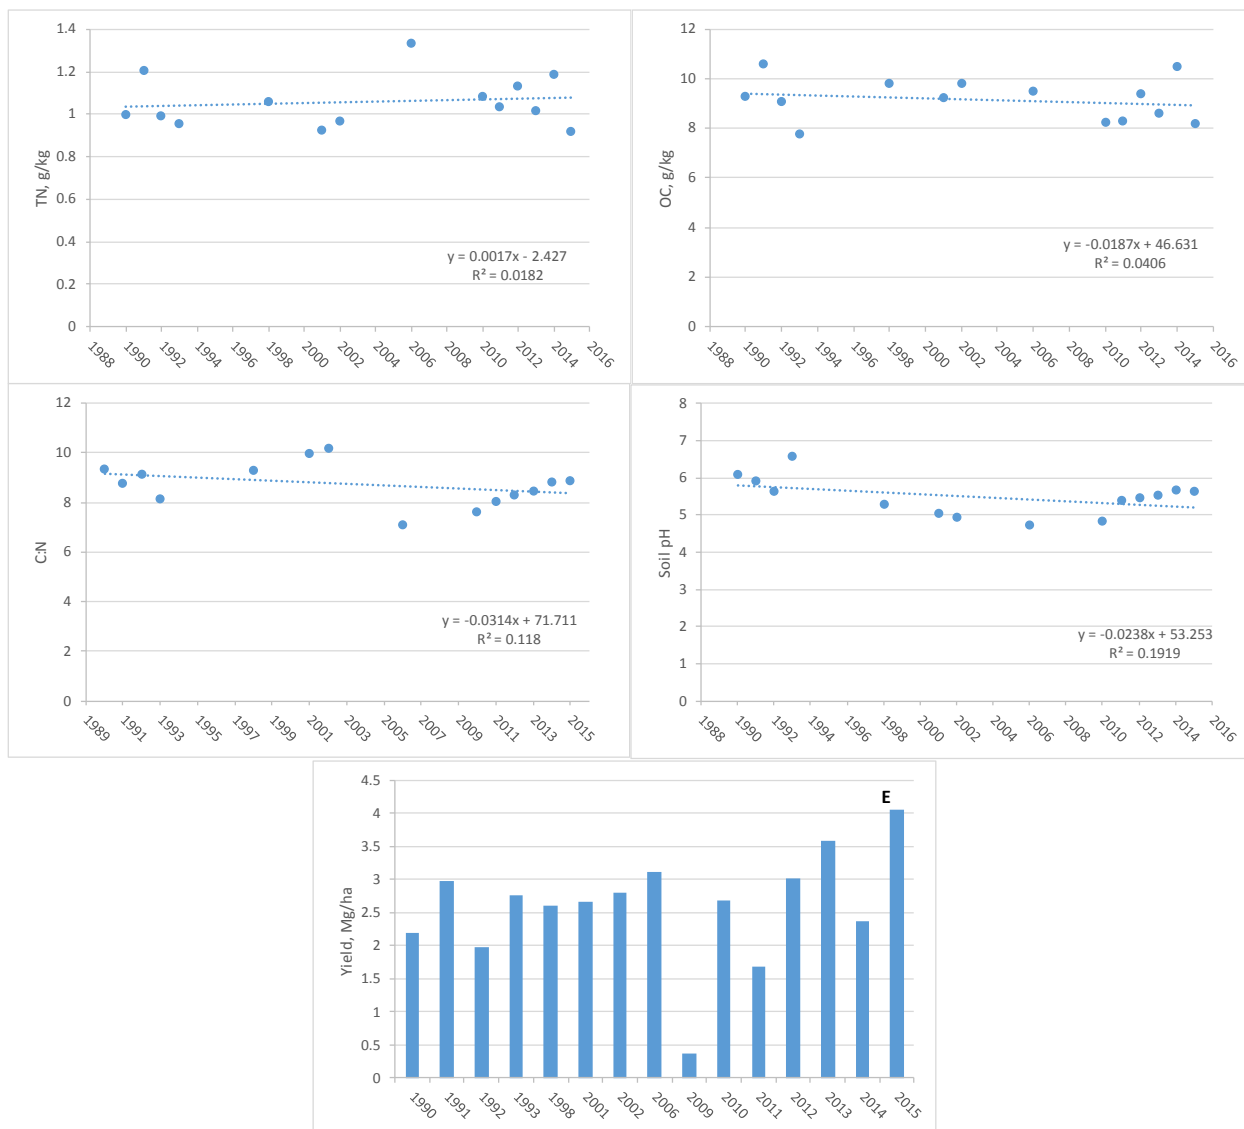 1.4
1.2
1
0.8
0.6
0.4
0.2
0
TN, g/kg
y = 0.0017x - 2.427
R² = 0.0182
1988 1990 1992 1994 1996 1998 2000 2002 2004 2006 2008 2010 2012 2014 2016
12
10
8
6
4
2
0
OC, g/kg
y = -0.0187x + 46.631
R² = 0.0406
1988 1990 1992 1994 1996 1998 2000 2002 2004 2006 2008 2010 2012 2014 2016
12
10
8
6
4
2
0
C:N
y = -0.0314x + 71.711
R² = 0.118
1989 1991 1993 1995 1997 1999 2001 2003 2005 2007 2009 2011 2013 2015
8
7
6
5
4
3
2
1
0
Soil pH
y = -0.0238x + 53.253
R² = 0.1919
1988 1990 1992 1994 1996 1998 2000 2002 2004 2006 2008 2010 2012 2014 2016
4.5
4
3.5
3
2.5
2
1.5
1
0.5
0
Yield, Mg/ha
E
1990 1991 1992 1993 1998 2001 2002 2006 2009 2010 2011 2012 2013 2014 2015